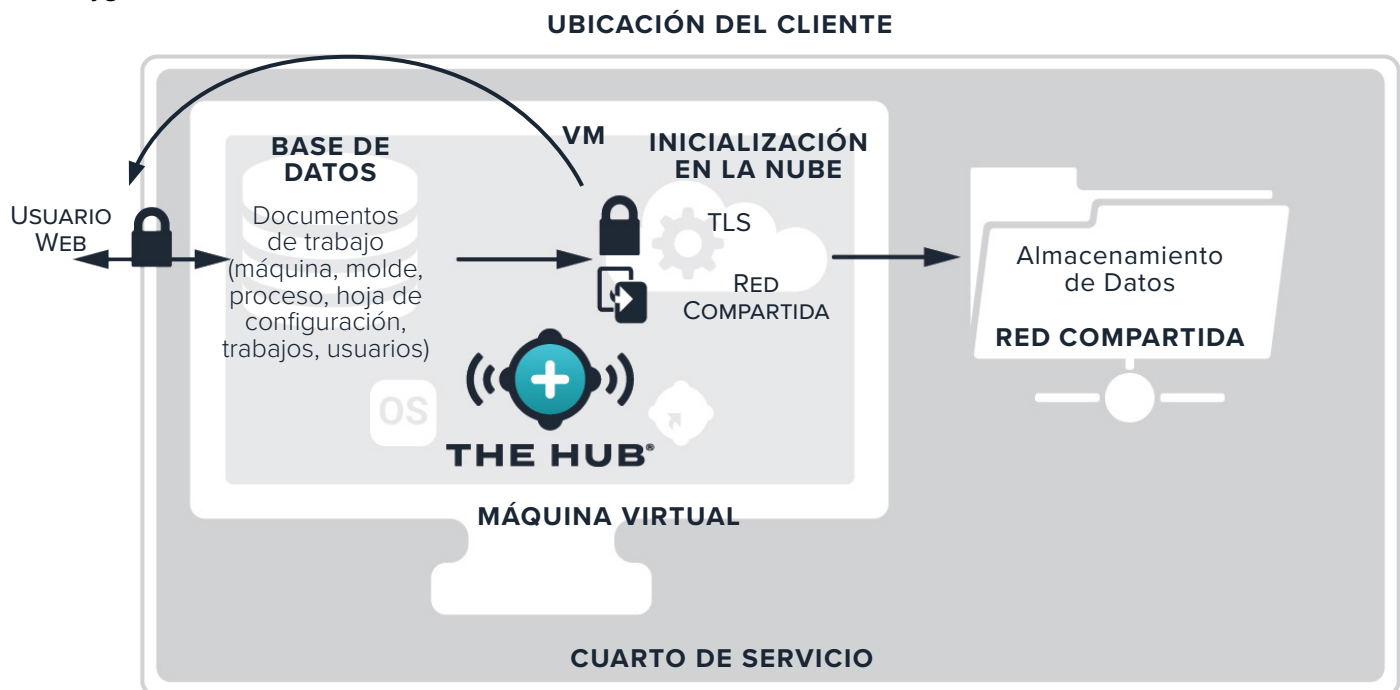 UBICACIÓN DEL CLIENTE
VM
BASE DE
DATOS
INICIALIZACIÓN
EN LA NUBE
USUARIO
WEB
Documentos
de trabajo
(máquina, molde,
proceso, hoja de
configuración,
trabajos, usuarios)
TLS
RED
COMPARTIDA
Almacenamiento
de Datos
RED COMPARTIDA
OS
THE HUB®
MÁQUINA VIRTUAL
CUARTO DE SERVICIO